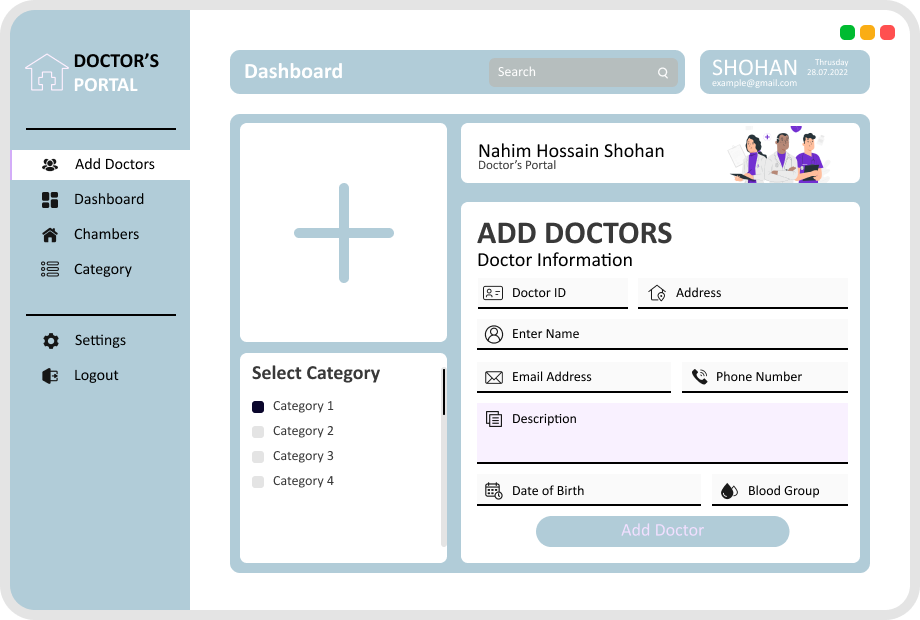 DOCTOR'S
PORTAL
Add Doctors
Dashboard
Chambers
Category
Settings
Logout
Dashboard
Search
SHOHAN
Thrusday
28.07.2022
example@gmail.com
Nahim Hossain Shohan
Doctor's Portal
Select Category
Category 1
Category 2
Category 3
Category 4
ADD DOCTORS
Doctor Information
Doctor ID
Address
Enter Name
Email Address
Phone Number
Description
Date of Birth
Blood Group
Add Doctor